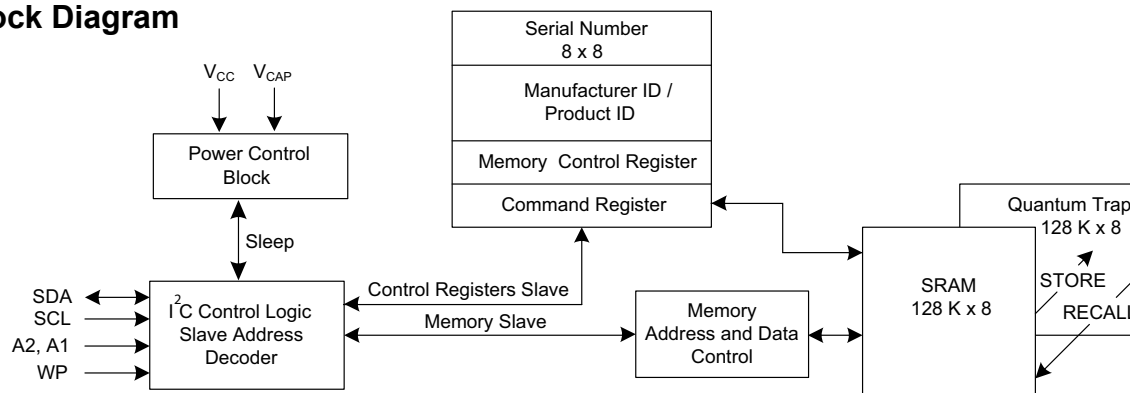 ock Diagram
Serial Number
8 x 8
Manufacturer ID /
Product ID
Memory Control Register
Command Register
VCC VCAP
Power Control
Block
Sleep
SDA
SCL
A2, A1
WP
I2C Control Logic
Slave Address
Decoder
Control Registers Slave
Memory Slave
Memory
Address and Data
Control
SRAM
128 K x 8
Quantum Trap
128 K x 8
STORE
RECALL